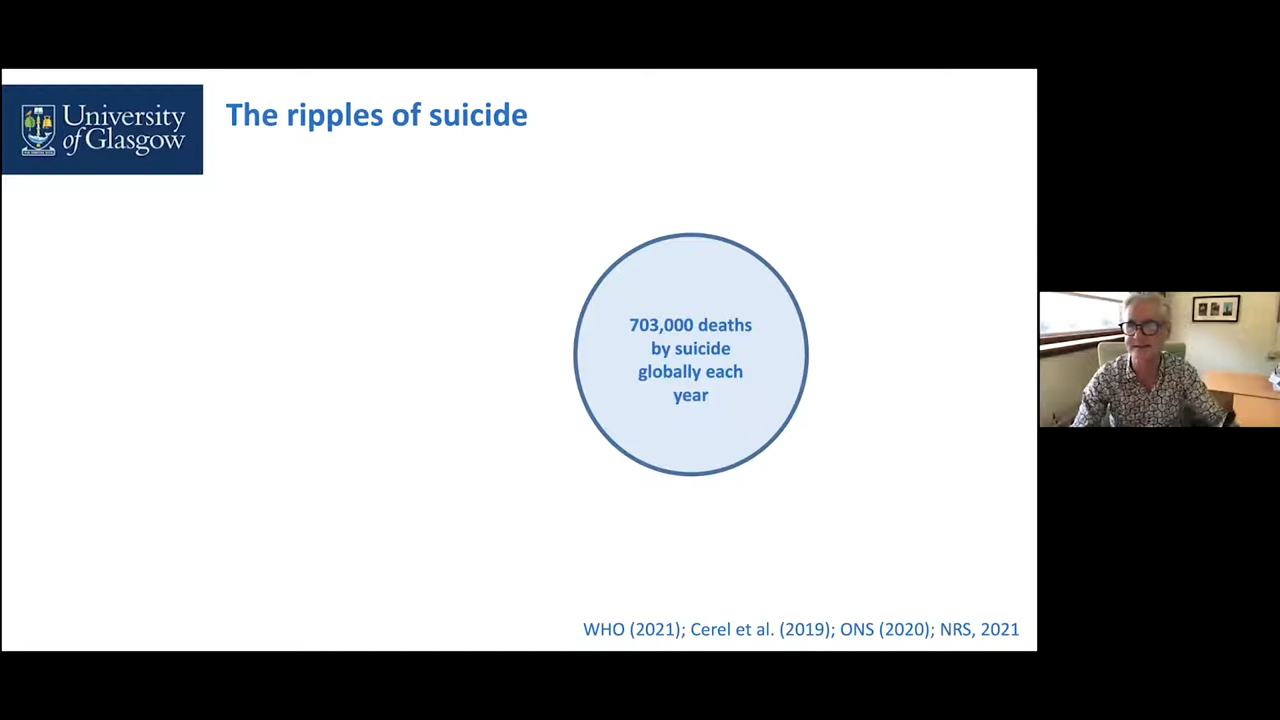 University
of Glasgow
The ripples of suicide
703,000 deaths
by suicide
globally each
year
WHO (2021); Cerel et al. (2019); ONS (2020); NRS, 2021